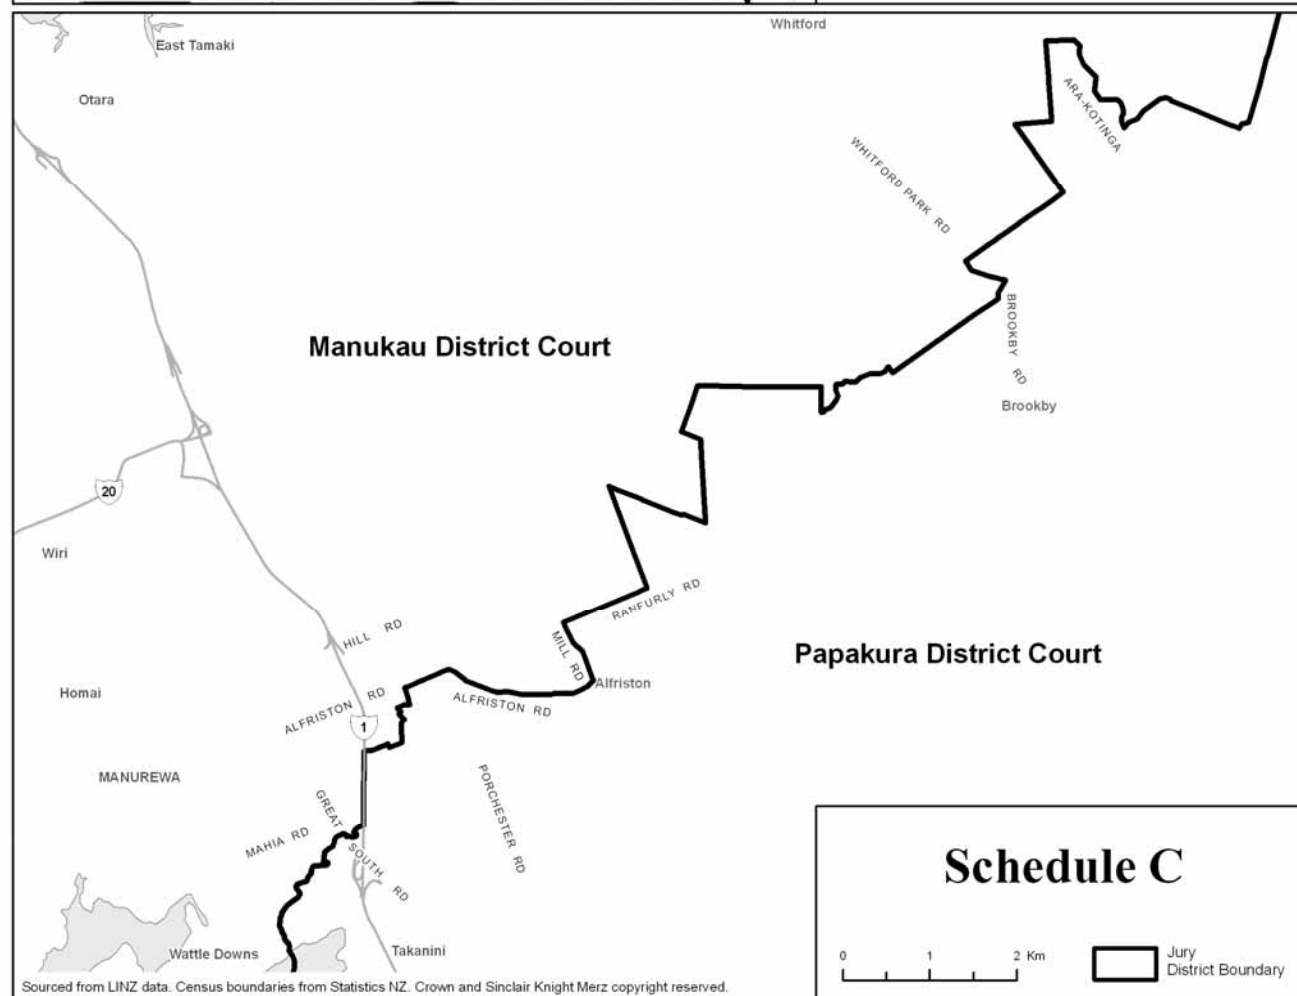 Whitford
East Tamaki
Otara
ARA-KOTINGA
WHITFORD PARK RD
BROOKBY RD
Manukau District Court
Brookby
20
Wiri
RANFURLY RD
HILL RD
MILL RD
Papakura District Court
Alfriston
Homai
ALFRISTON RD
ALFRISTON RD
1
MANUREWA
PORCHESTER RD
GREAT SOUTH RD
MAHIA RD
Schedule C
Wattle Downs
Takanini
0 1 2 Km
Jury
District Boundary
Sourced from LINZ data. Census boundaries from Statistics NZ. Crown and Sinclair Knight Merz copyright reserved.